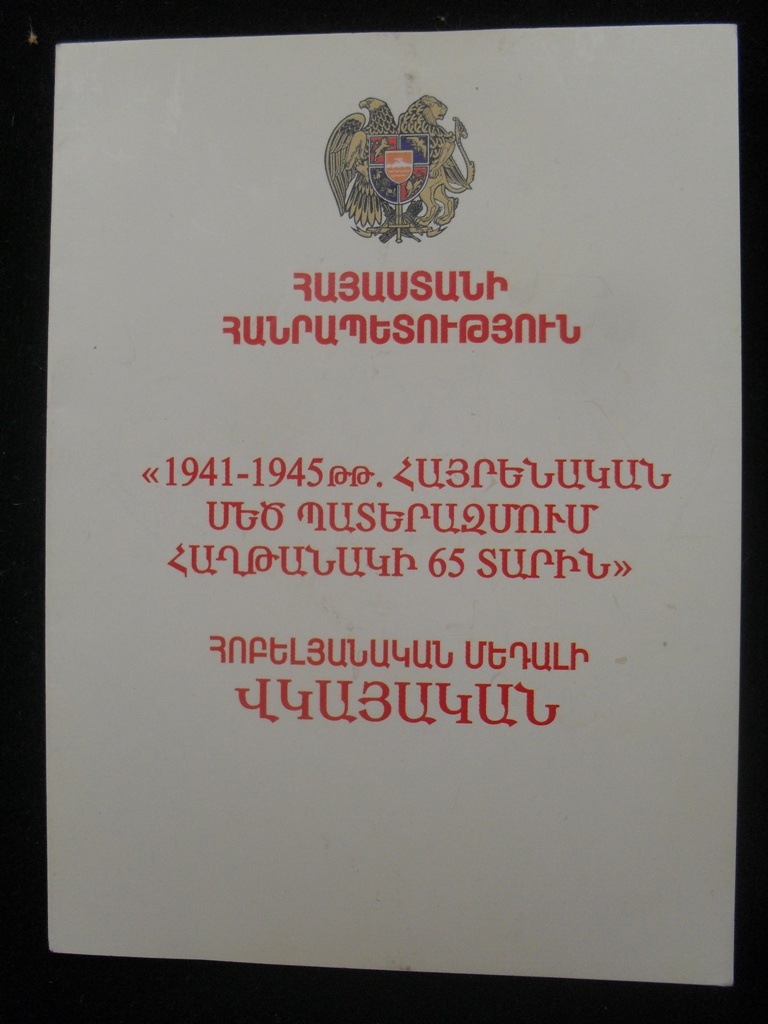 ՀԱՅԱՍՏԱՆԻ
ՀԱՆՐԱՊԵՏՈՒԹՅՈՒՆ
«1941-1945թթ. ՀԱՅՐԵՆԱԿԱՆ
ՄԵԾ ՊԱՏԵՐԱԶՄՈՒՄ
ՀԱՂԹԱՆԱԿԻ 65 ՏԱՐԻՆ»
ՀՈԲԵԼՅԱՆԱԿԱՆ ՄԵԴԱԼԻ
ՎԿԱՅԱԿԱՆ